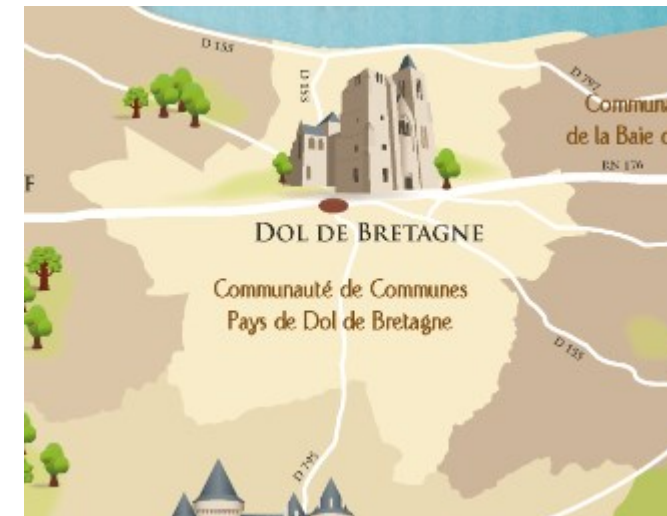 D 155
D 155
D 797
Commun
de la Baie
RN 176
F
DOL DE BRETAGNE
Communauté de Communes
Pays de Dol de Bretagne
D 155
D 795